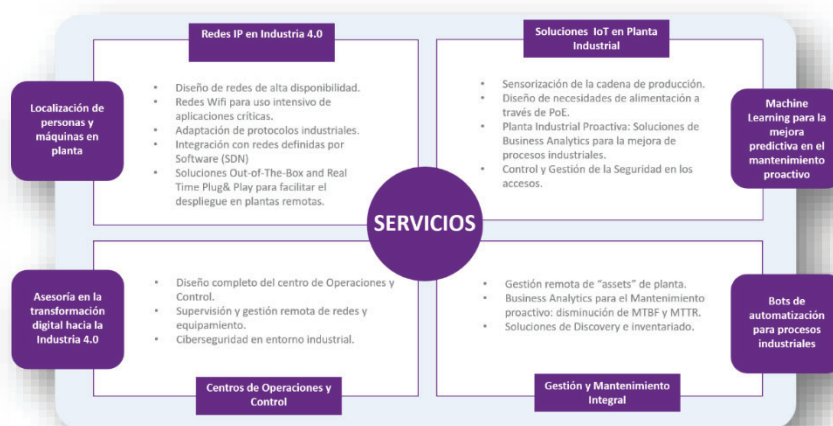 Redes IP en Industria 4.0
Diseño de redes de alta disponibilidad.
Redes Wifi para uso intensivo de
aplicaciones críticas.
Adaptación de protocolos industriales.
Integración con redes definidas por
Software (SDN)
Soluciones Out-of-The-Box and Real
Time Plug& Play para facilitar el
despliegue en plantas remotas.
Soluciones IoT en Planta
Industrial
Sensorización de la cadena de producción.
Diseño de necesidades de alimentación a
través de PoE.
Planta Industrial Proactiva: Soluciones de
Business Analytics para la mejora de
procesos industriales.
Control y Gestión de la Seguridad en los
accesos.
Localización de
personas y
máquinas en
planta
Machine
Learning para la
mejora
predictiva en el
mantenimiento
proactivo
SERVICIOS
Asesoría en la
transformación
digital hacia la
Industria 4.0
Diseño completo del centro de Operaciones y
Control.
Supervisión y gestión remota de redes y
equipamiento.
Ciberseguridad en entorno industrial.
Centros de Operaciones y
Control
Gestión remota de “assets” de planta.
Business Analytics para el Mantenimiento
proactivo: disminución de MTBF y MTTR.
Soluciones de Discovery e inventariado.
Gestión y Mantenimiento
Integral
Bots de
automatización
para procesos
industriales